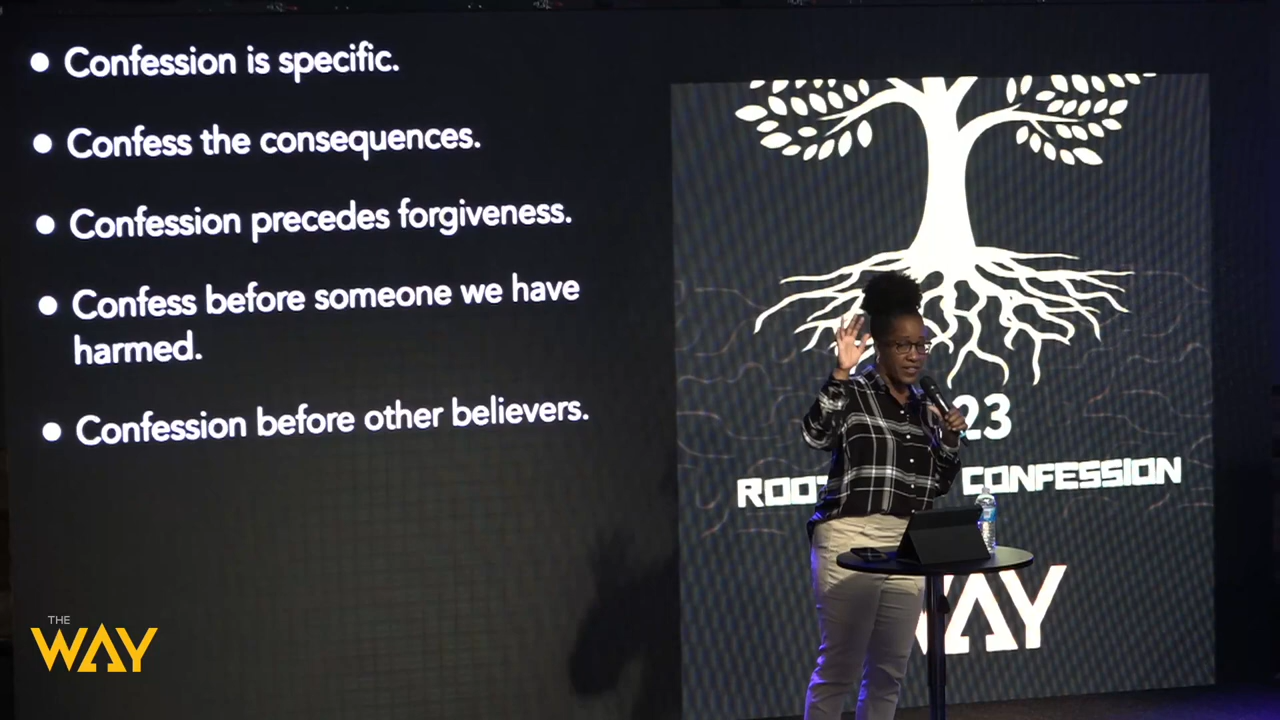 • Confession is specific.
• Confess the consequences.
• Confession precedes forgiveness.
• Confess before someone we have
harmed.
• Confession before other believers.
23
CONFESSION
WAY
THE
WAY